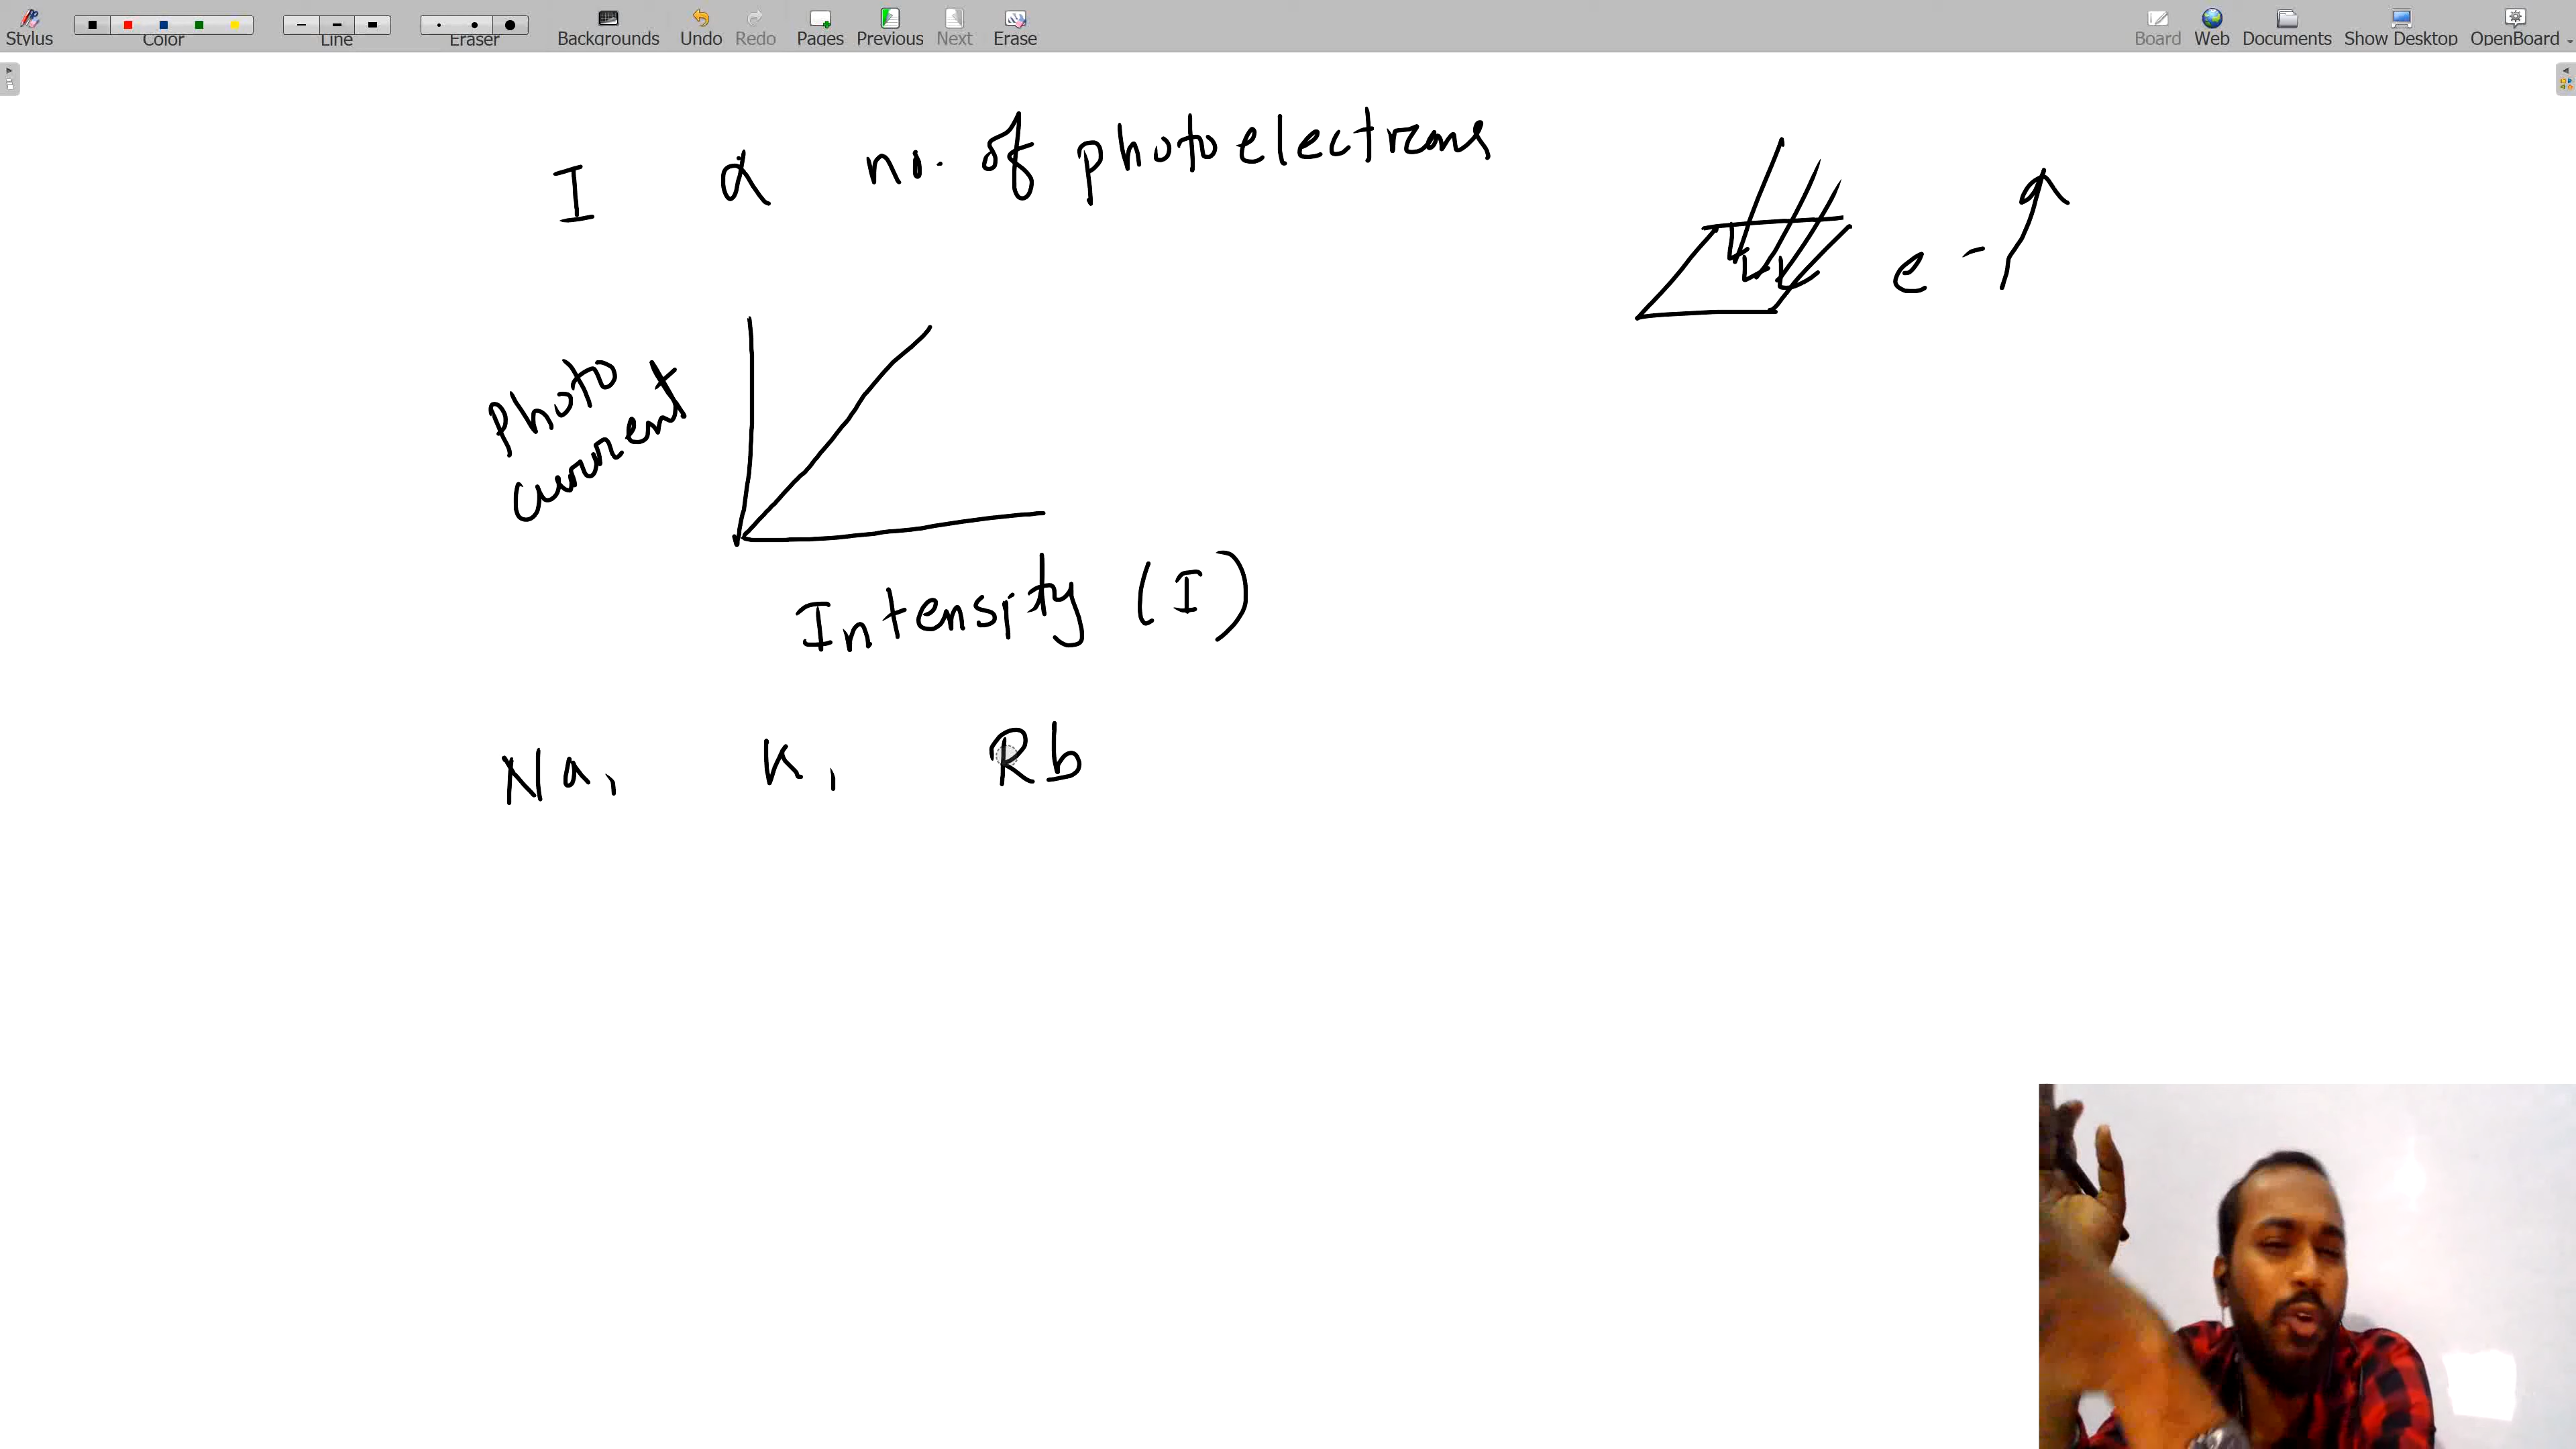 Stylus Color Line Eraser Backgrounds Undo Redo Pages Previous Next Erase Board Web Documents Show Desktop OpenBoard
I α no. of photoelectrons
e -
Photo
current
Intensity (I)
Na, K, Rb